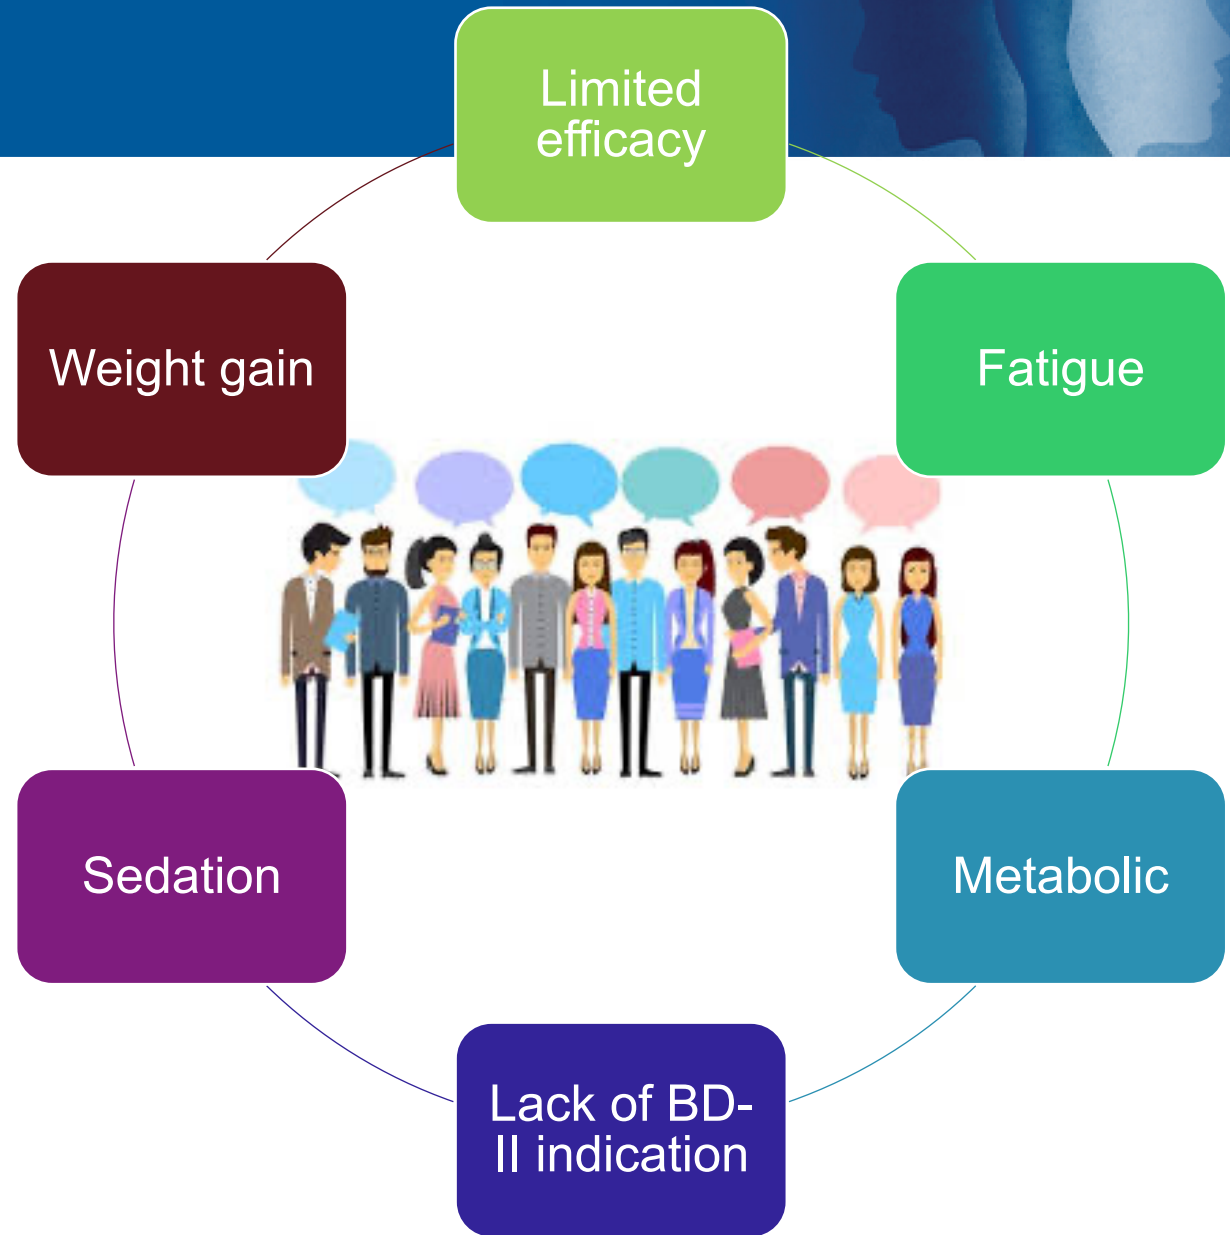 Limited
efficacy
Weight gain
Fatigue
Sedation
Metabolic
Lack of BD-
II indication